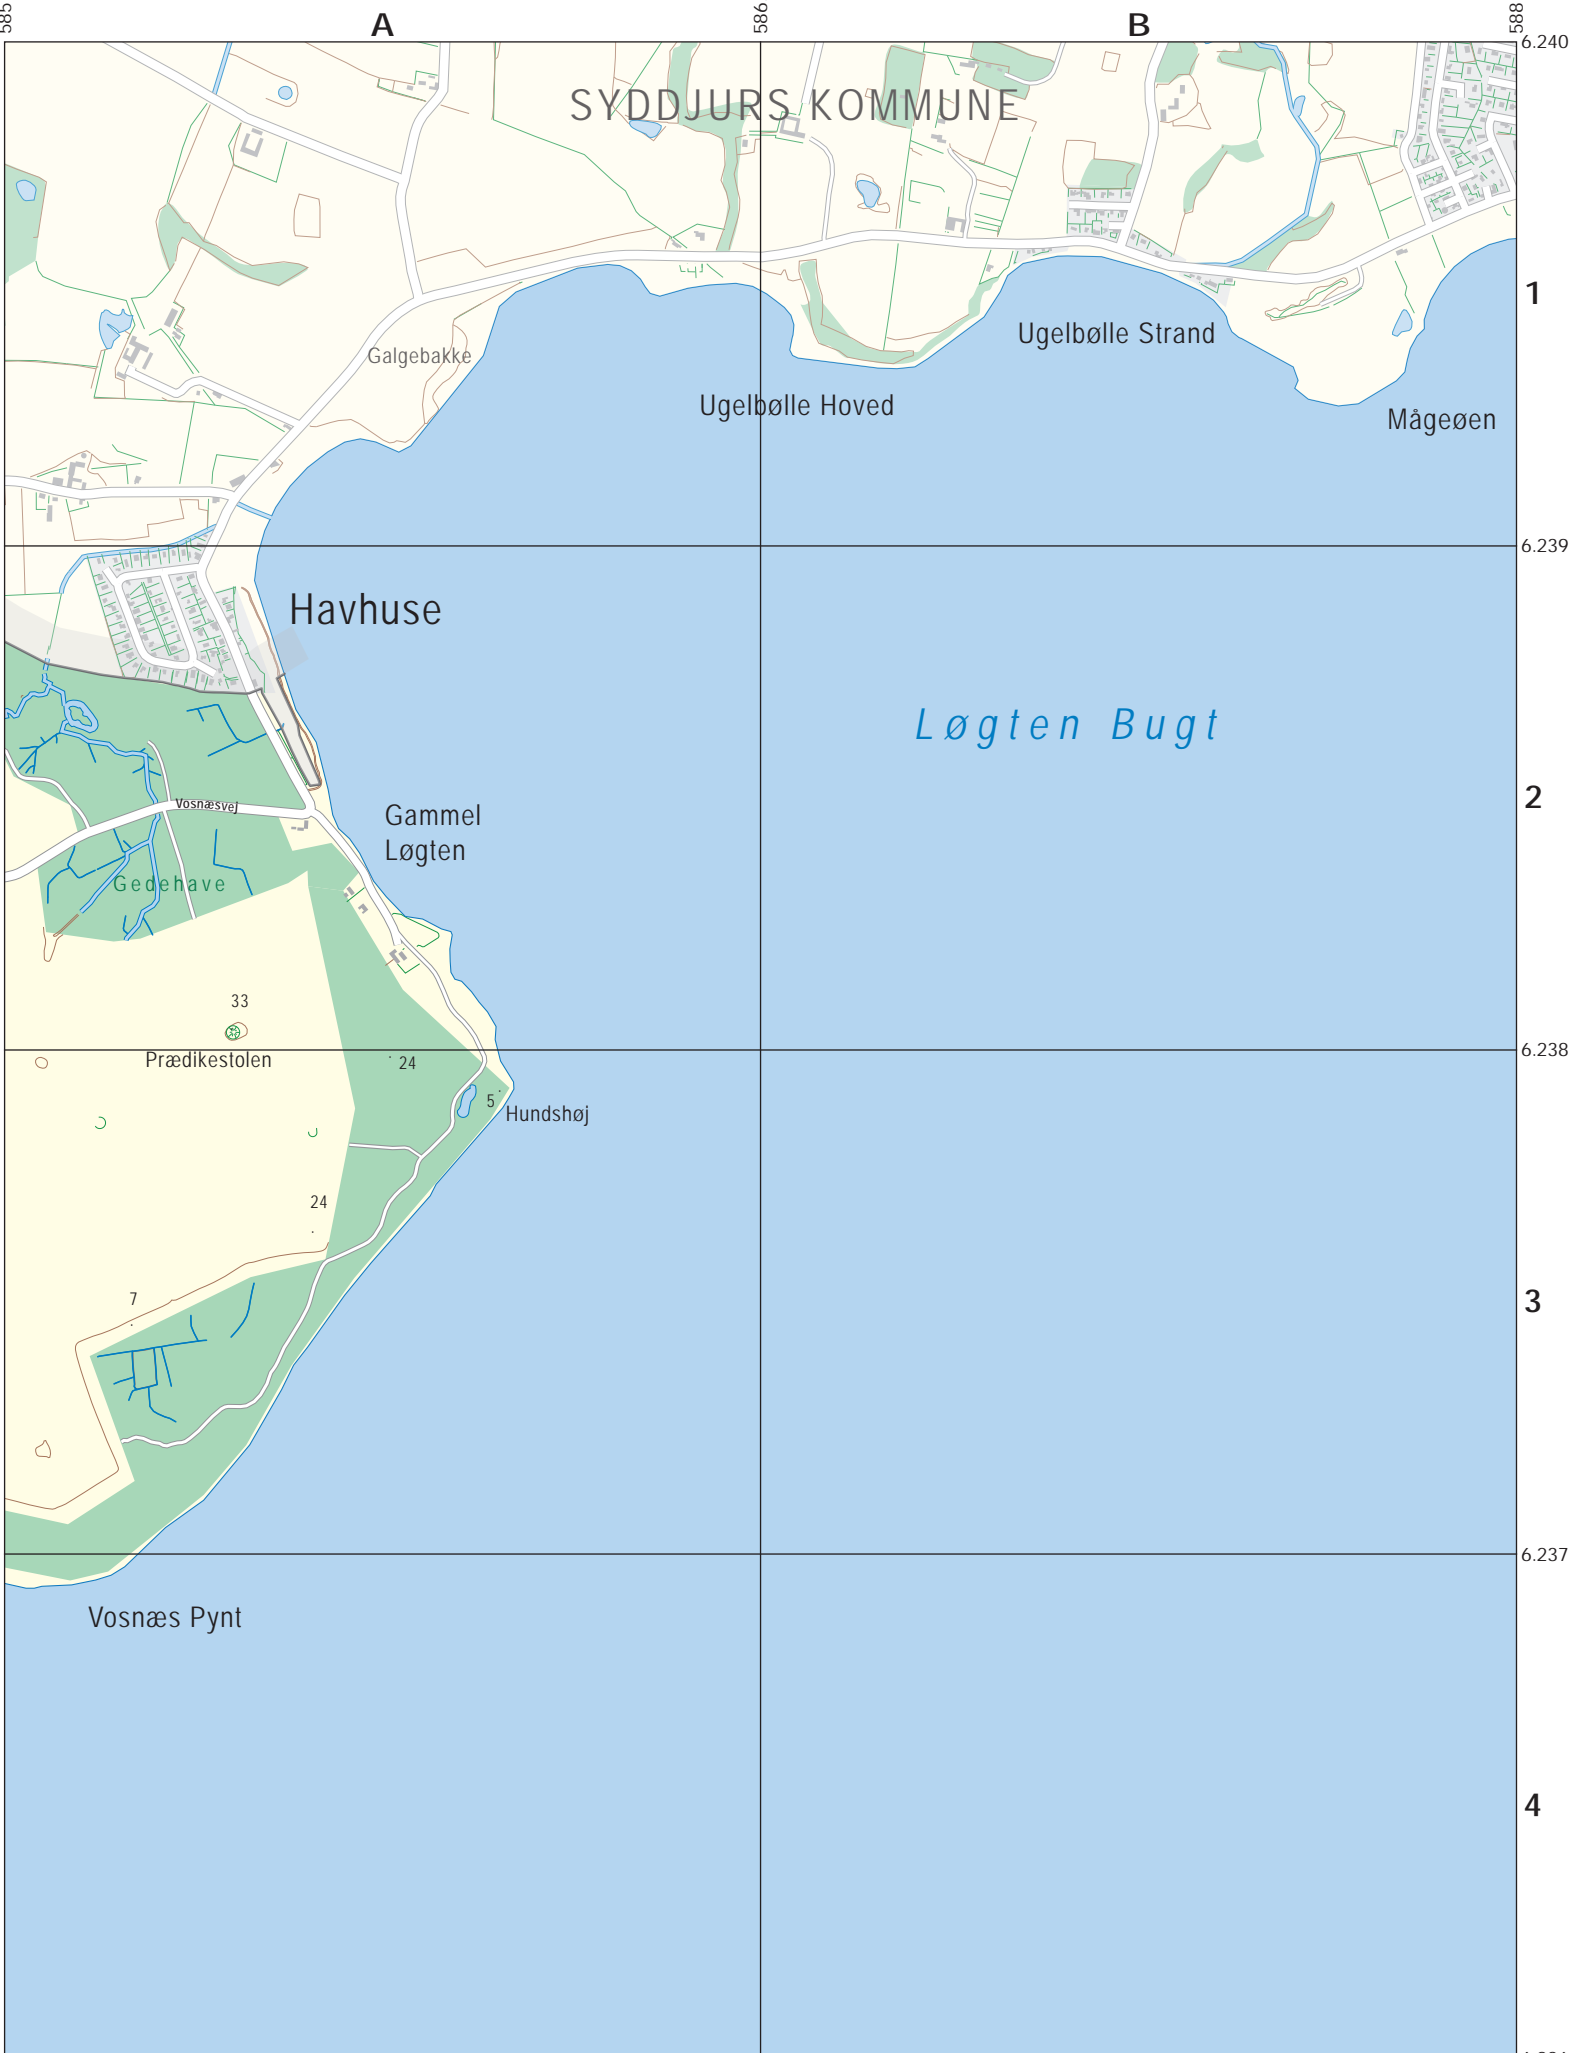 585
A
586
B
588
6.240
SYDDJURS KOMMUNE
1
Ugelbølle Strand
Galgebakke
Ugelbølle Hoved
Mågeøen
6.239
Havhuse
Løgten Bugt
2
Vosnæsvej
Gammel
Løgten
Gedehave
33
Prædikestolen
24
6.238
5
Hundshøj
24
7
3
6.237
Vosnæs Pynt
4